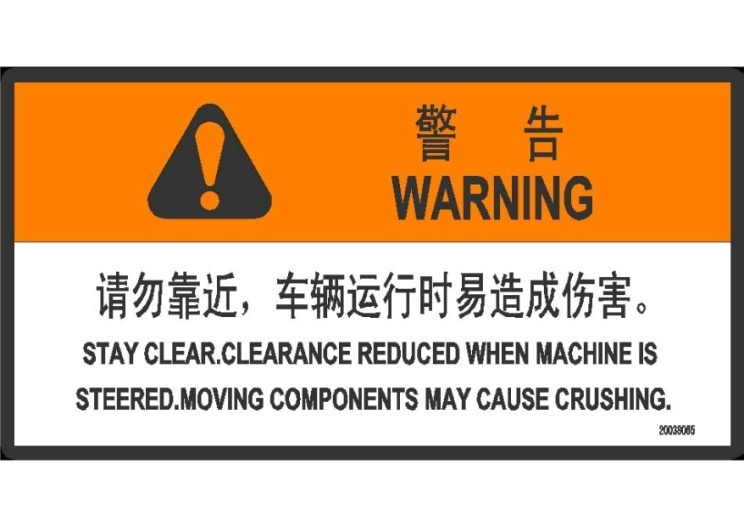 警 告
WARNING
请勿靠近，车辆运行时易造成伤害。
STAY CLEAR.CLEARANCE REDUCED WHEN MACHINE IS
STEERED.MOVING COMPONENTS MAY CAUSE CRUSHING.
20038065